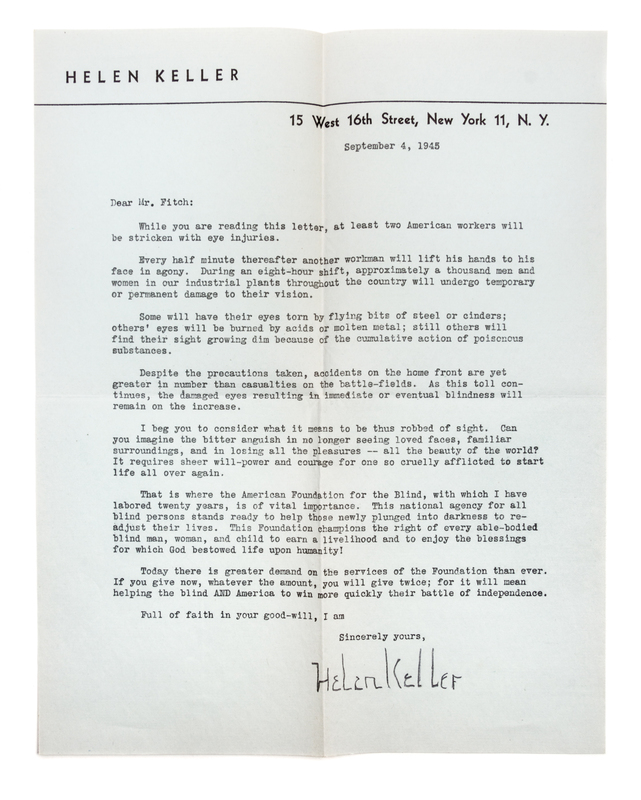 HELEN KELLER
15 West 16th Street, New York 11, N. Y.
September 4, 1945
Dear Mr. Fitch:
While you are reading this letter, at least two American workers will
be stricken with eye injuries.
Every half minute thereafter another workman will lift his hands to his
face in agony. During an eight-hour shift, approximately a thousand men and
women in our industrial plants throughout the country will undergo temporary
or permanent damage to their vision.
Some will have their eyes torn by flying bits of steel or cinders;
others' eyes will be burned by acids or molten metal; still others will
find their sight growing dim because of the cumulative action of poisonous
substances.
Despite the precautions taken, accidents on the home front are yet
greater in number than casualties on the battle-fields. As this toll con-
tinues, the damaged eyes resulting in immediate or eventual blindness will
remain on the increase.
I beg you to consider what it means to be thus robbed of sight. Can
you imagine the bitter anguish in no longer seeing loved faces, familiar
surroundings, and in losing all the pleasures -- all the beauty of the world?
It requires sheer will-power and courage for one so cruelly afflicted to start
life all over again.
That is where the American Foundation for the Blind, with which I have
labored twenty years, is of vital importance. This national agency for all
blind persons stands ready to help those newly plunged into darkness to re-
adjust their lives. This Foundation champions the right of every able-bodied
blind man, woman, and child to earn a livelihood and to enjoy the blessings
for which God bestowed life upon humanity!
Today there is greater demand on the services of the Foundation than ever.
If you give now, whatever the amount, you will give twice; for it will mean
helping the blind AND America to win more quickly their battle of independence.
Full of faith in your good-will, I am
Sincerely yours,
Helen Keller